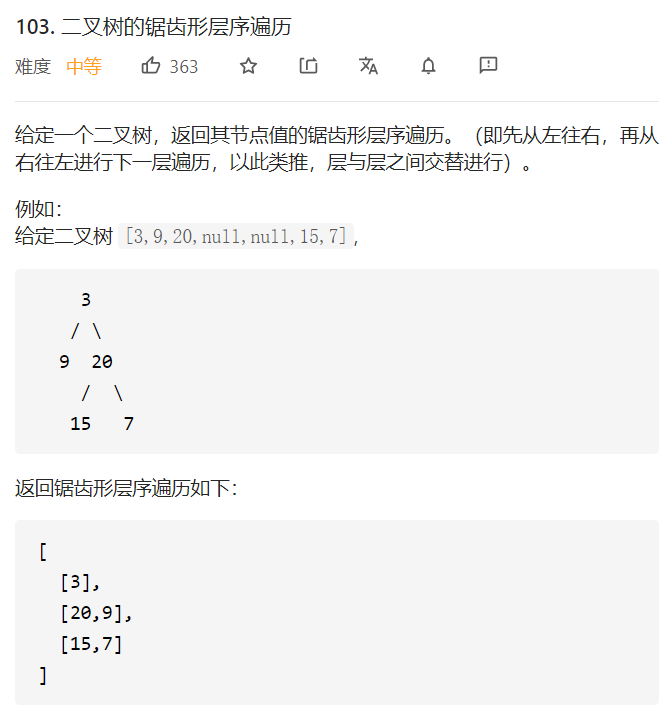 103. 二叉树的锯齿形层序遍历
难度 中等 363
给定一个二叉树，返回其节点值的锯齿形层序遍历。（即先从左往右，再从
右往左进行下一层遍历，以此类推，层与层之间交替进行）。
例如：
给定二叉树 [3,9,20,null,null,15,7],
3
/ \
9 20
/ \
15 7
返回锯齿形层序遍历如下：
[
[3],
[20,9],
[15,7]
]